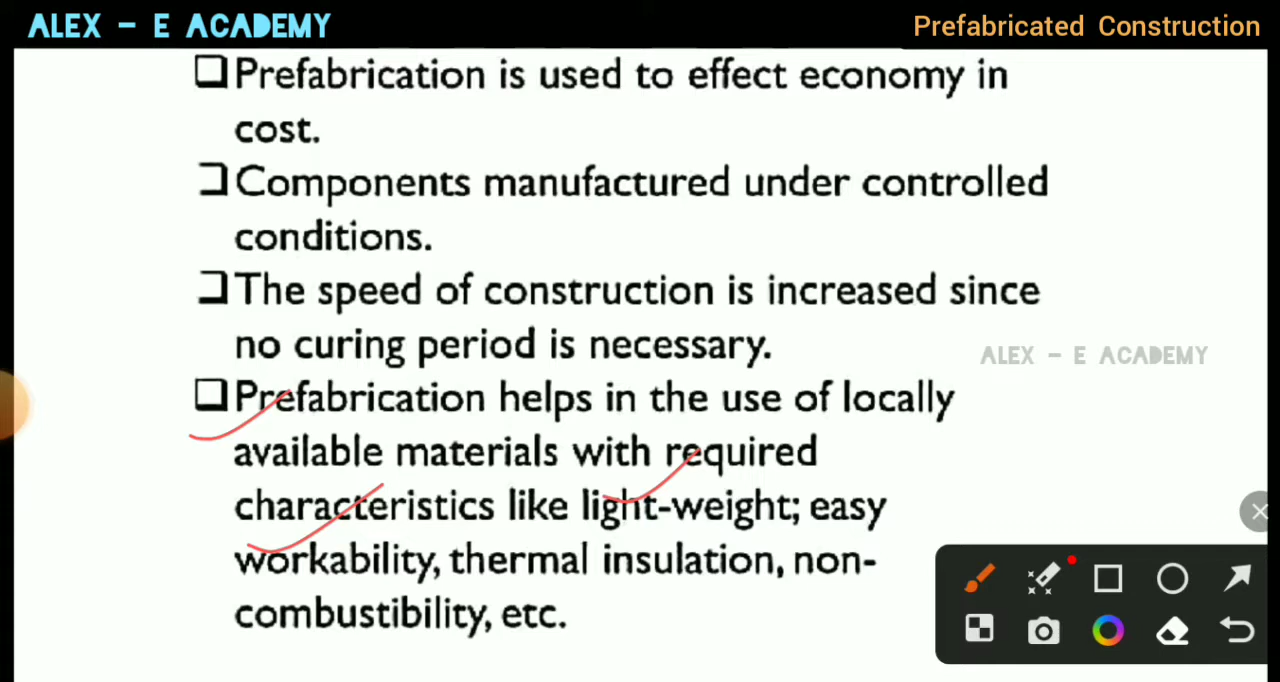 ALEX - E ACADEMY
Prefabricated Construction
Prefabrication is used to effect economy in
cost.
Components manufactured under controlled
conditions.
The speed of construction is increased since
no curing period is necessary.
ALEX - E ACADEMY
Prefabrication helps in the use of locally
available materials with required
characteristics like light-weight; easy
workability, thermal insulation, non-
combustibility, etc.